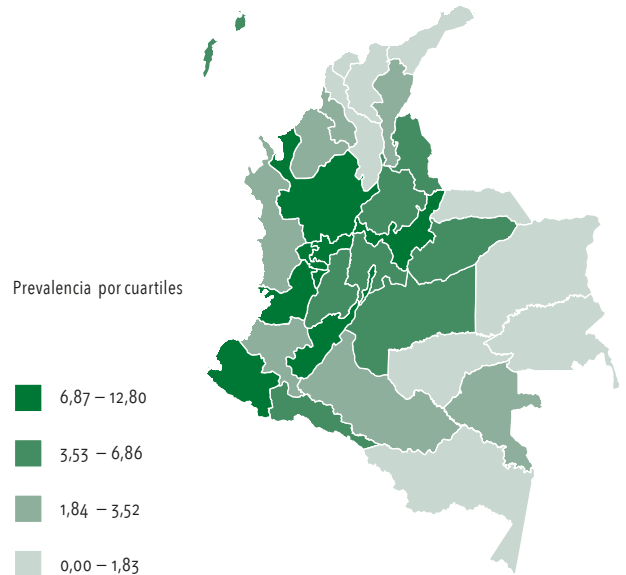 Prevalencia por cuartiles
6,87 – 12,80
3,53 – 6,86
1,84 – 3,52
0,00 – 1,83